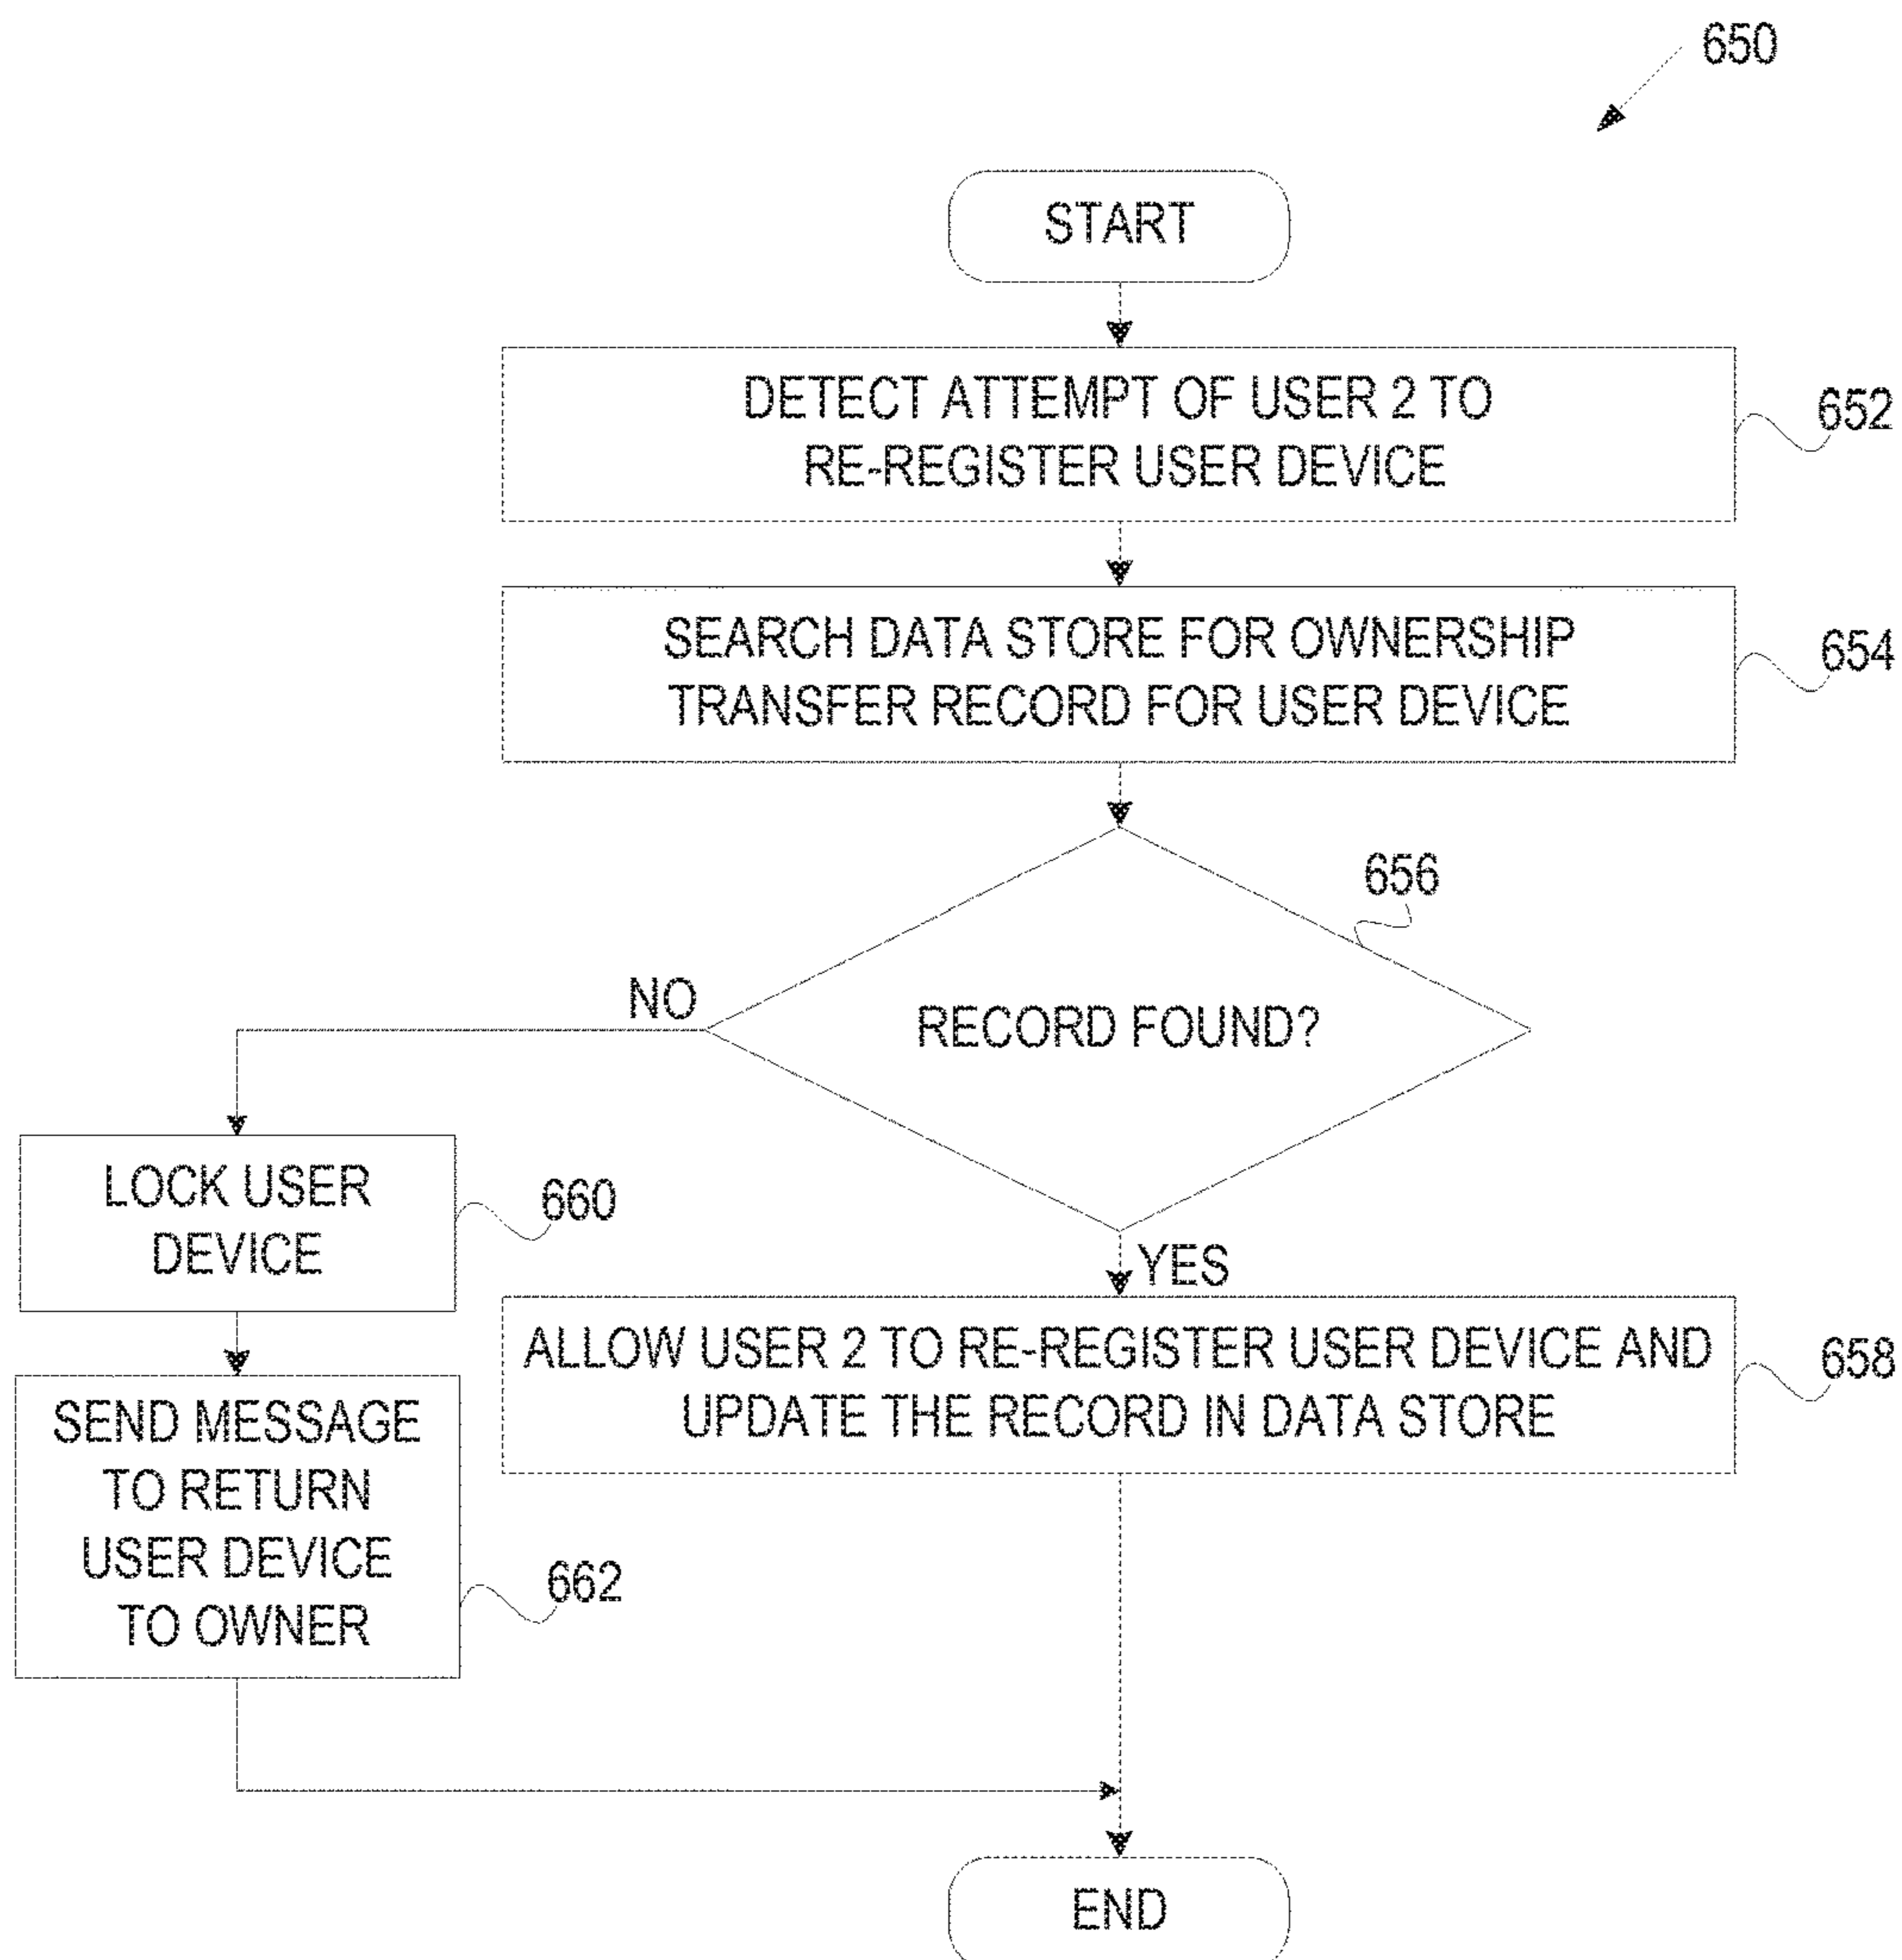 650
START
DETECT ATTEMPT OF USER 2 TO
RE-REGISTER USER DEVICE
652
SEARCH DATA STORE FOR OWNERSHIP
TRANSFER RECORD FOR USER DEVICE
654
656
RECORD FOUND?
NO
YES
LOCK USER
DEVICE
660
ALLOW USER 2 TO RE-REGISTER USER DEVICE AND
UPDATE THE RECORD IN DATA STORE
658
SEND MESSAGE
TO RETURN
USER DEVICE
TO OWNER
662
END